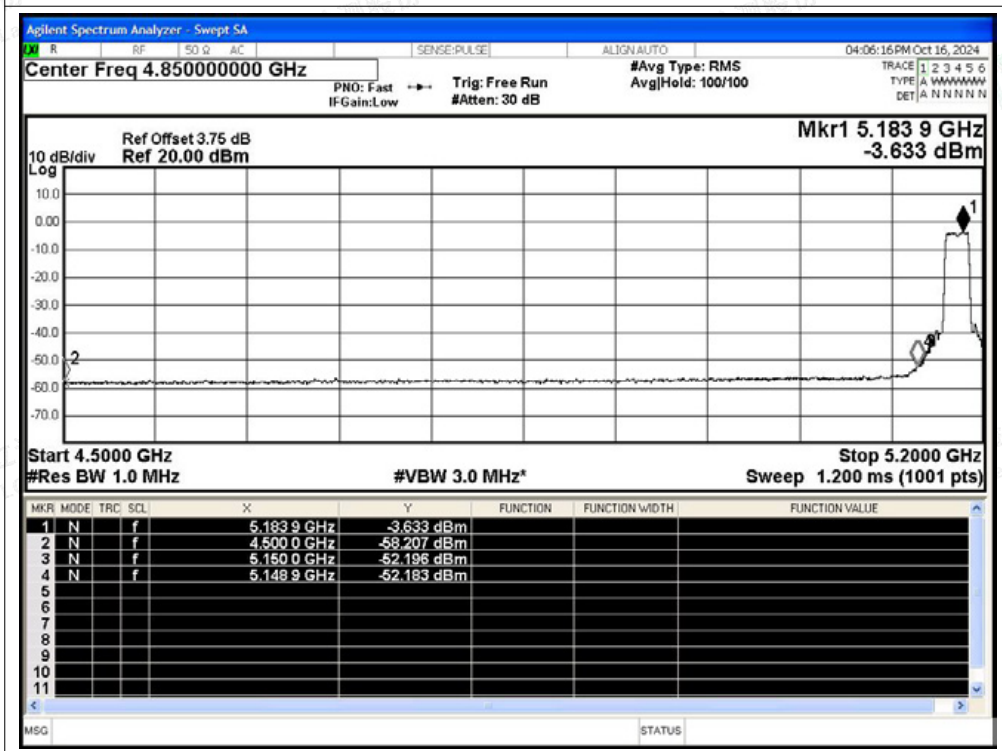 Agilent Spectrum Analyzer - Swept SA
LXI R RF 50 Ω AC SENSE:PULSE ALIGN AUTO 04:06:16 PM Oct 16, 2024
Center Freq 4.850000000 GHz #Avg Type: RMS TRACE 1 2 3 4 5 6
PNO: Fast Trig: Free Run Avg|Hold: 100/100 TYPE A WWWWW
IFGain:Low #Atten: 30 dB DET A N N N N N
Mkr1 5.183 9 GHz
Ref Offset 3.75 dB
10 dB/div Ref 20.00 dBm -3.633 dBm
Log
10.0
1
0.00
-10.0
-20.0
-30.0
-40.0
-50.0 2
-60.0
-70.0
Start 4.5000 GHz Stop 5.2000 GHz
#Res BW 1.0 MHz #VBW 3.0 MHz* Sweep 1.200 ms (1001 pts)
MKR MODE TRC SCL X Y FUNCTION FUNCTION WIDTH FUNCTION VALUE
1 N f 5.183 9 GHz -3.633 dBm
2 N f 4.500 0 GHz -58.207 dBm
3 N f 5.150 0 GHz -52.196 dBm
4 N f 5.148 9 GHz -52.183 dBm
5
6
7
8
9
10
11
MSG STATUS